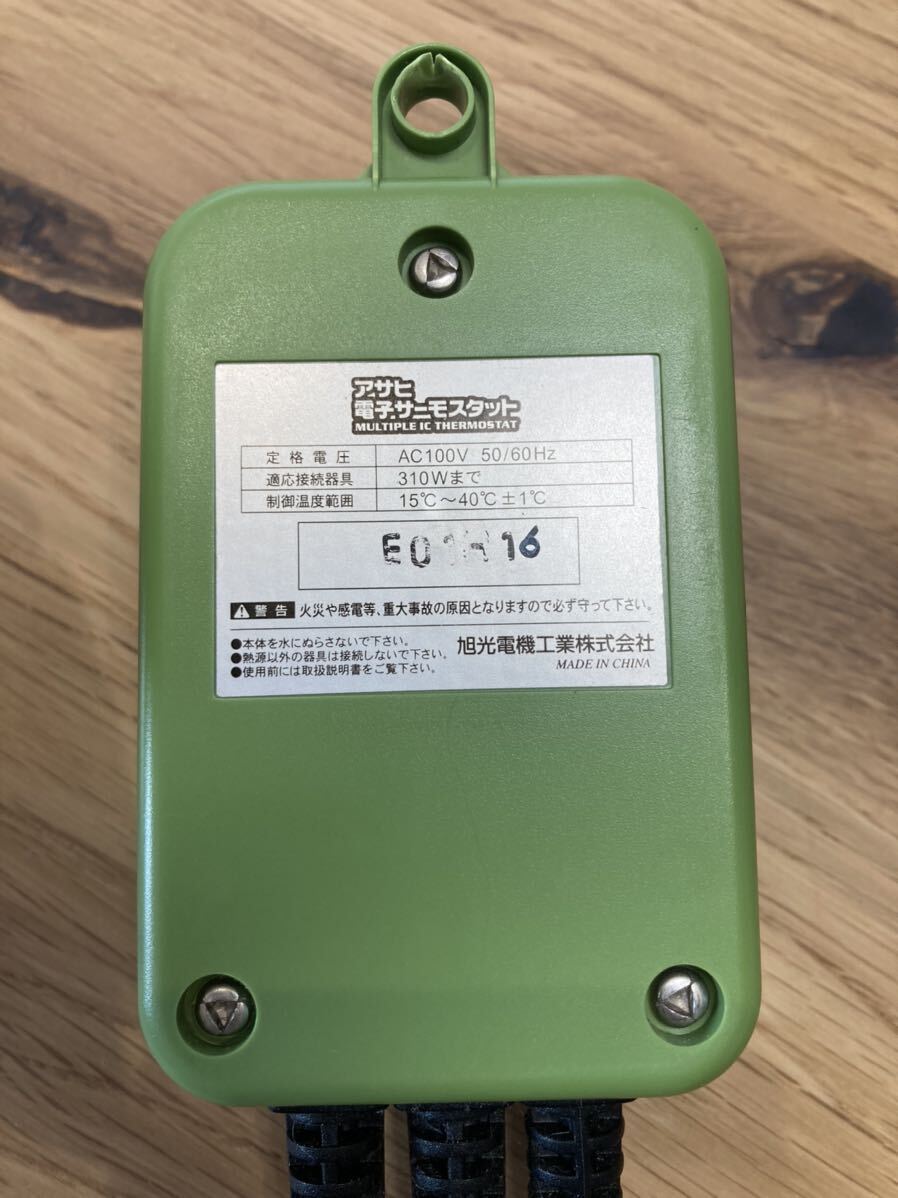 アサヒ
電子サーモスタット
MULTIPLE IC THERMOSTAT
定格電圧 AC100V 50/60Hz
適応接続器具 310Wまで
制御温度範囲 15℃～40℃±1℃
16
警告 火災や感電等、重大事故の原因となりますので必ず守って下さい。
●本体を水にぬらさないで下さい。
●熱源以外の器具は接続しないで下さい。
●使用前には取扱説明書をご覧下さい。
旭光電機工業株式会社
MADE IN CHINA